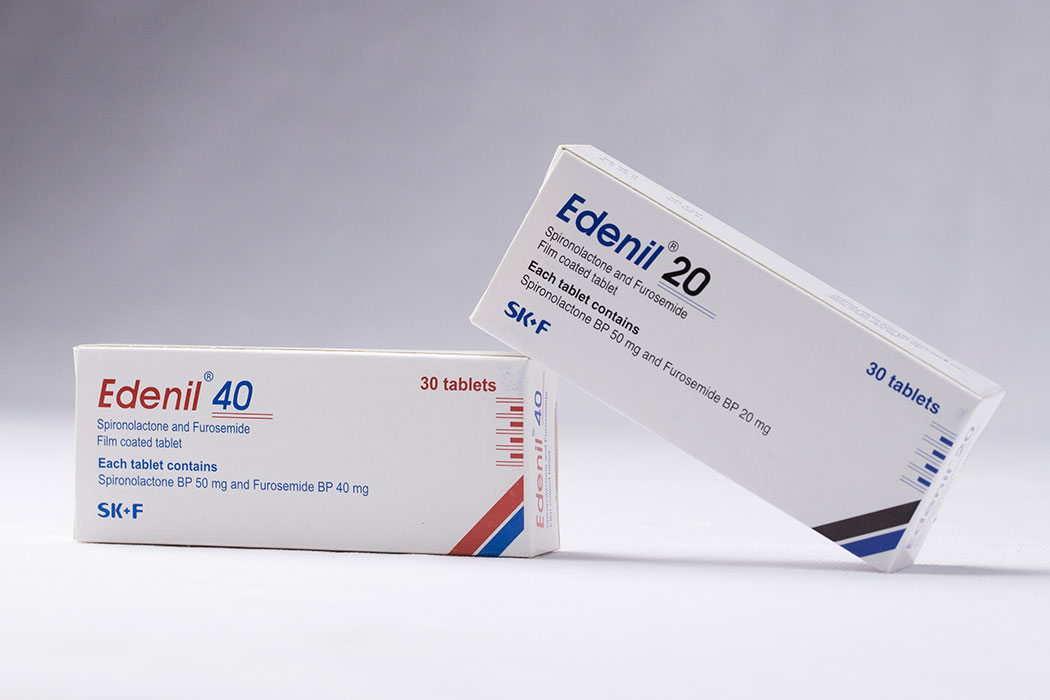 Edenil® 40
Spironolactone and Furosemide
Film coated tablet
Each tablet contains
Spironolactone BP 50 mg and Furosemide BP 40 mg
SK+F
30 tablets
Edenil® 40
Edenil® 20
Spironolactone and Furosemide
Film coated tablet
Each tablet contains
Spironolactone BP 50 mg and Furosemide BP 20 mg
SK+F
30 tablets
Edenil 20